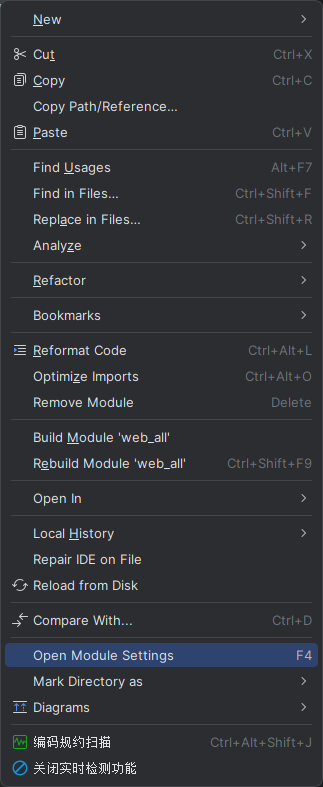 New
Cut Ctrl+X
Copy Ctrl+C
Copy Path/Reference...
Paste Ctrl+V
Find Usages Alt+F7
Find in Files... Ctrl+Shift+F
Replace in Files... Ctrl+Shift+R
Analyze
Refactor
Bookmarks
Reformat Code Ctrl+Alt+L
Optimize Imports Ctrl+Alt+O
Remove Module Delete
Build Module 'web_all'
Rebuild Module 'web_all' Ctrl+Shift+F9
Open In
Local History
Repair IDE on File
Reload from Disk
Compare With... Ctrl+D
Open Module Settings F4
Mark Directory as
Diagrams
编码规约扫描 Ctrl+Alt+Shift+J
关闭实时检测功能